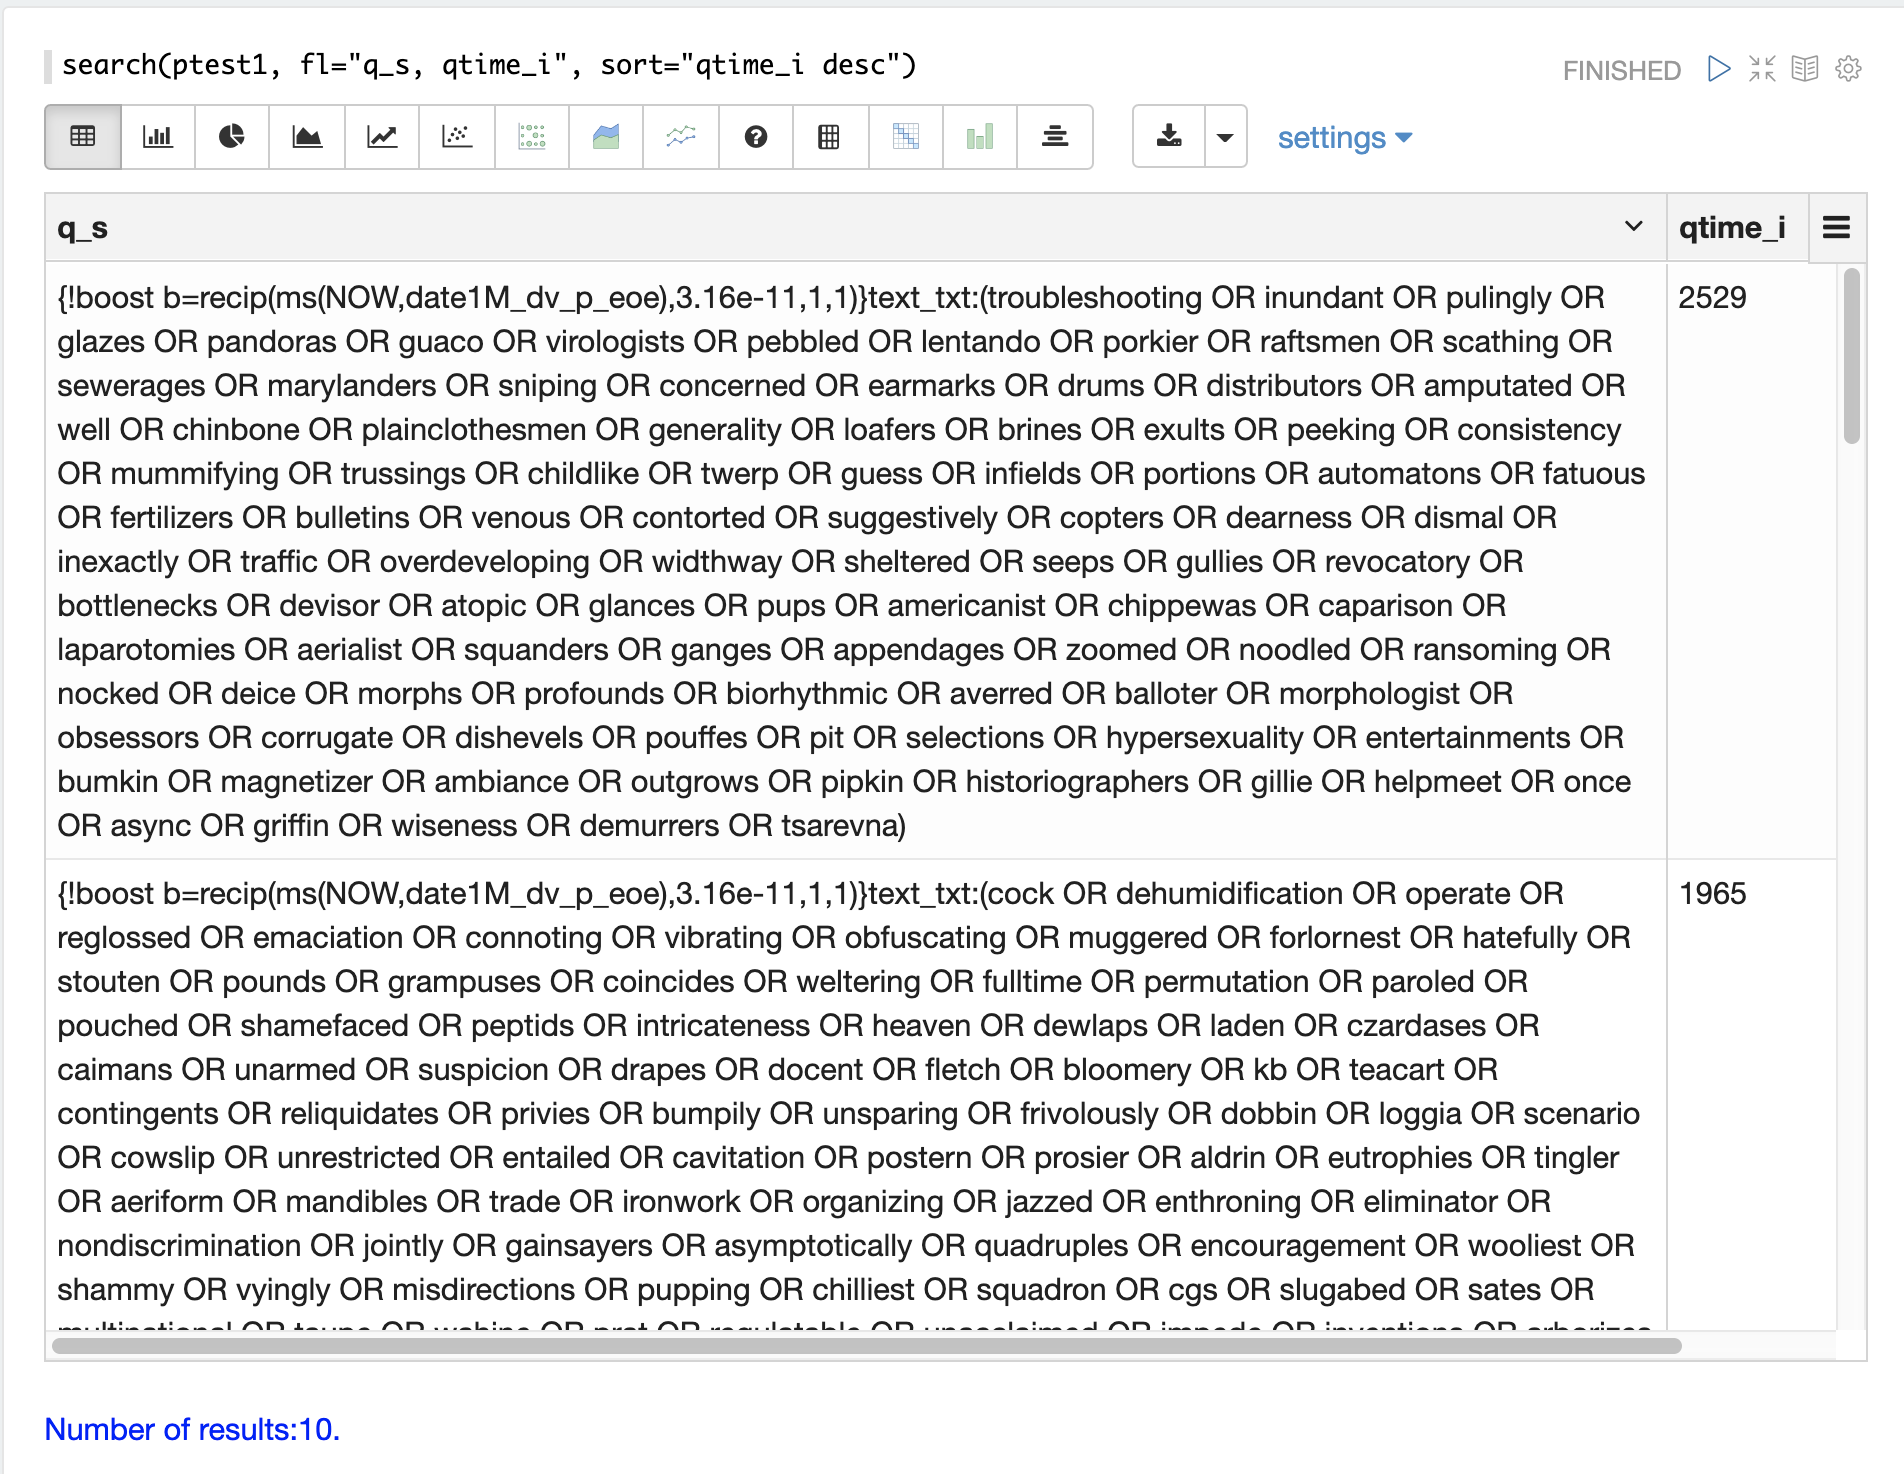 search(ptest1, fl="q_s, qtime_i", sort="qtime_i desc")
FINISHED
settings
q_s
qtime_i
{!boost b=recip(ms(NOW,date1M_dv_p_eoe),3.16e-11,1,1)}text_txt:(troubleshooting OR inundant OR pulingly OR
2529
glazes OR pandoras OR guaco OR virologists OR pebbled OR lentando OR porkier OR raftsmen OR scathing OR
sewerages OR marylanders OR sniping OR concerned OR earmarks OR drums OR distributors OR amputated OR
well OR chinbone OR plainclothesmen OR generality OR loafers OR brines OR exults OR peeking OR consistency
OR mummifying OR trussings OR childlike OR twerp OR guess OR infields OR portions OR automatons OR fatuous
OR fertilizers OR bulletins OR venous OR contorted OR suggestively OR copters OR dearness OR dismal OR
inexactly OR traffic OR overdeveloping OR widthway OR sheltered OR seeps OR gullies OR revocatory OR
bottlenecks OR devisor OR atopic OR glances OR pups OR americanist OR chippewas OR caparison OR
laparotomies OR aerialist OR squanders OR ganges OR appendages OR zoomed OR noodled OR ransoming OR
nocked OR deice OR morphs OR profounds OR biorhythmic OR averred OR balloter OR morphologist OR
obsessors OR corrugate OR dishevels OR pouffes OR pit OR selections OR hypersexuality OR entertainments OR
bumkin OR magnetizer OR ambiance OR outgrows OR pipkin OR historiographers OR gillie OR helpmeet OR once
OR async OR griffin OR wiseness OR demurrers OR tsarevna)
{!boost b=recip(ms(NOW,date1M_dv_p_eoe),3.16e-11,1,1)}text_txt:(cock OR dehumidification OR operate OR
1965
reglossed OR emaciation OR connoting OR vibrating OR obfuscating OR muggered OR forlornest OR hatefully OR
stouten OR pounds OR grampuses OR coincides OR weltering OR fulltime OR permutation OR paroled OR
pouched OR shamefaced OR peptids OR intricateness OR heaven OR dewlaps OR laden OR czardases OR
caimans OR unarmed OR suspicion OR drapes OR docent OR fletch OR bloomery OR kb OR teacart OR
contingents OR reliquidates OR privies OR bumpily OR unsparing OR frivolously OR dobbin OR loggia OR scenario
OR cowslip OR unrestricted OR entailed OR cavitation OR postern OR prosier OR aldrin OR eutrophies OR tingler
OR aeriform OR mandibles OR trade OR ironwork OR organizing OR jazzed OR enthroning OR eliminator OR
nondiscrimination OR jointly OR gainsayers OR asymptotically OR quadruples OR encouragement OR wooliest OR
shammy OR vyingly OR misdirections OR pupping OR chilliest OR squadron OR cgs OR slugabed OR sates OR
Number of results:10.